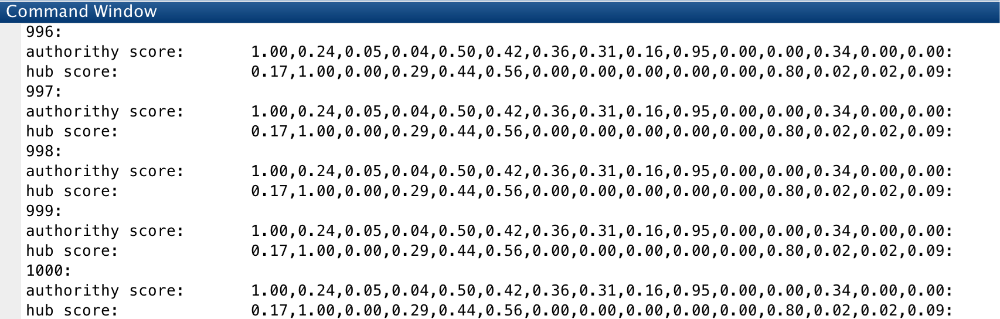 Command Window
996:
authorithy score: 1.00,0.24,0.05,0.04,0.50,0.42,0.36,0.31,0.16,0.95,0.00,0.00,0.34,0.00,0.00:
hub score: 0.17,1.00,0.00,0.29,0.44,0.56,0.00,0.00,0.00,0.00,0.00,0.80,0.02,0.02,0.09:
997:
authorithy score: 1.00,0.24,0.05,0.04,0.50,0.42,0.36,0.31,0.16,0.95,0.00,0.00,0.34,0.00,0.00:
hub score: 0.17,1.00,0.00,0.29,0.44,0.56,0.00,0.00,0.00,0.00,0.00,0.80,0.02,0.02,0.09:
998:
authorithy score: 1.00,0.24,0.05,0.04,0.50,0.42,0.36,0.31,0.16,0.95,0.00,0.00,0.34,0.00,0.00:
hub score: 0.17,1.00,0.00,0.29,0.44,0.56,0.00,0.00,0.00,0.00,0.00,0.80,0.02,0.02,0.09:
999:
authorithy score: 1.00,0.24,0.05,0.04,0.50,0.42,0.36,0.31,0.16,0.95,0.00,0.00,0.34,0.00,0.00:
hub score: 0.17,1.00,0.00,0.29,0.44,0.56,0.00,0.00,0.00,0.00,0.00,0.80,0.02,0.02,0.09:
1000:
authorithy score: 1.00,0.24,0.05,0.04,0.50,0.42,0.36,0.31,0.16,0.95,0.00,0.00,0.34,0.00,0.00:
hub score: 0.17,1.00,0.00,0.29,0.44,0.56,0.00,0.00,0.00,0.00,0.00,0.80,0.02,0.02,0.09: